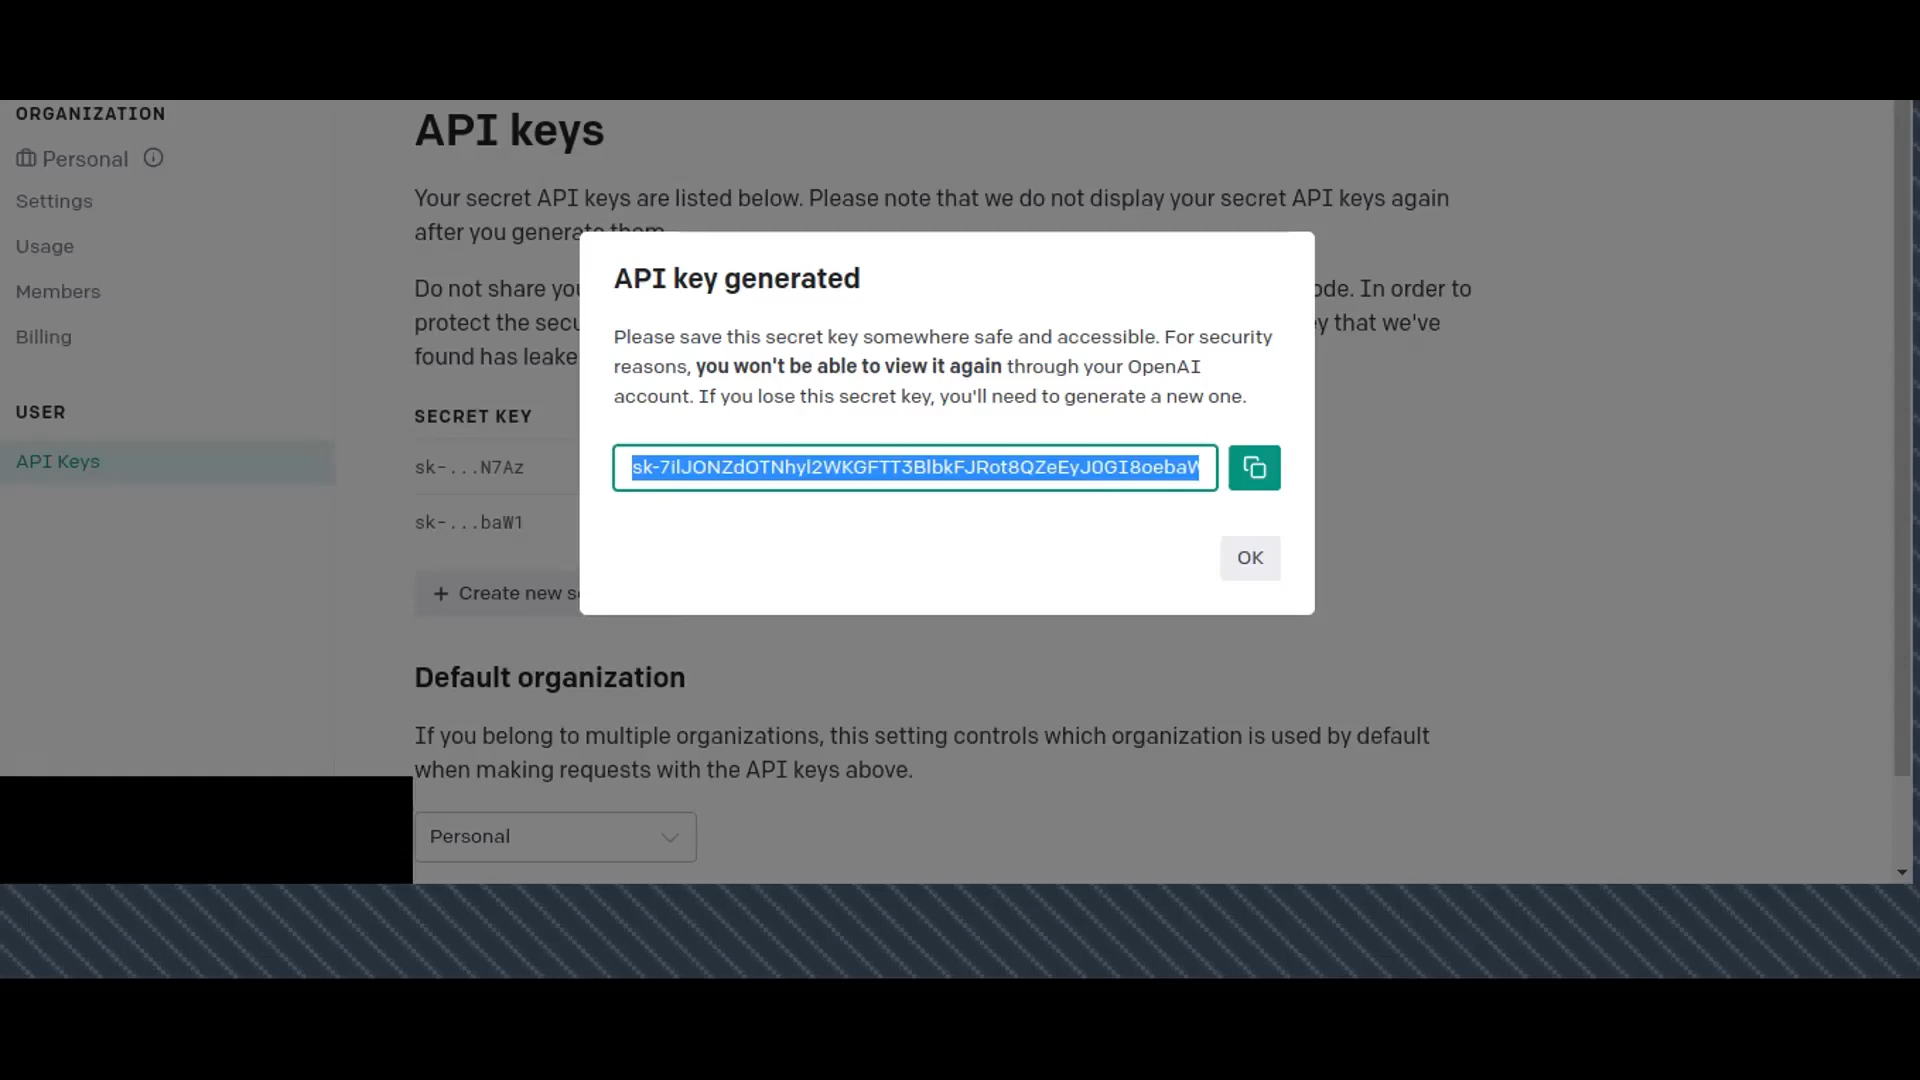 ORGANIZATION
Personal
Settings
Usage
Members
Billing
USER
API Keys
API keys
Your secret API keys are listed below. Please note that we do not display your secret API keys again
after you generate them.
Do not share you
ode. In order to
protect the secu
y that we've
found has leake
SECRET KEY
sk-...N7Az
sk-...baW1
+ Create new s
API key generated
Please save this secret key somewhere safe and accessible. For security
reasons, you won't be able to view it again through your OpenAI
account. If you lose this secret key, you'll need to generate a new one.
OK
Default organization
If you belong to multiple organizations, this setting controls which organization is used by default
when making requests with the API keys above.
Personal